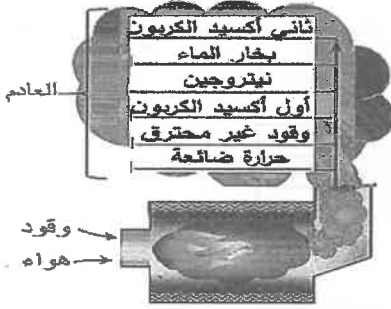 ثاني أكسيد الكربون
بخار الماء
نيتروجين
أول أكسيد الكربون
وقود غير محترق
حرارة ضائعة
العادم
وقود
هواء